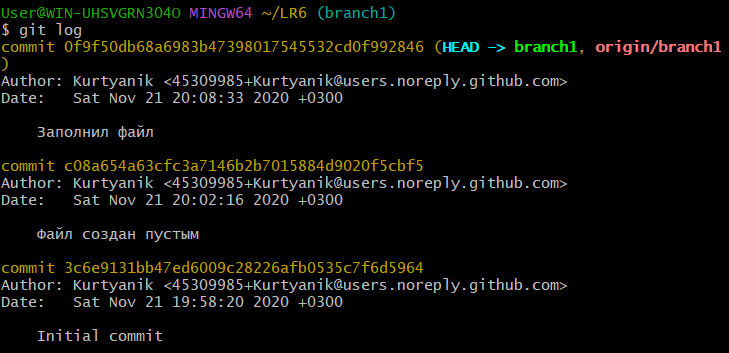 User@WIN-UHSVGRN304O MINGW64 ~/LR6 (branch1)
$ git log
commit 0f9f50db68a6983b47398017545532cd0f992846 (HEAD -> branch1, origin/branch1
)
Author: Kurtyanik <45309985+Kurtyanik@users.noreply.github.com>
Date:   Sat Nov 21 20:08:33 2020 +0300
    Заполнил файл
commit c08a654a63cfc3a7146b2b7015884d9020f5cbf5
Author: Kurtyanik <45309985+Kurtyanik@users.noreply.github.com>
Date:   Sat Nov 21 20:02:16 2020 +0300
    Файл создан пустым
commit 3c6e9131bb47ed6009c28226afb0535c7f6d5964
Author: Kurtyanik <45309985+Kurtyanik@users.noreply.github.com>
Date:   Sat Nov 21 19:58:20 2020 +0300
    Initial commit